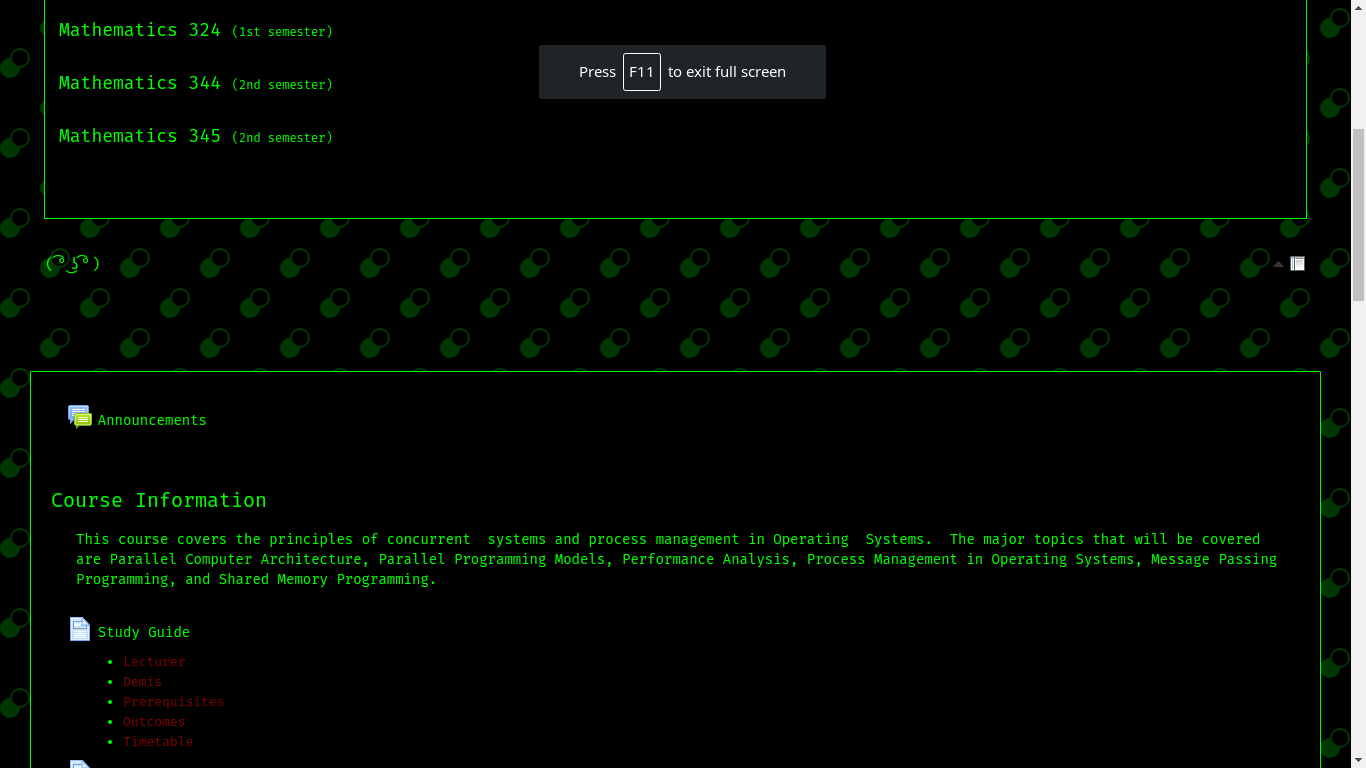 Mathematics 324 (1st semester)
Press F11 to exit full screen
Mathematics 344 (2nd semester)
Mathematics 345 (2nd semester)
( ͡° ͜ʖ ͡° )
Announcements
Course Information
This course covers the principles of concurrent  systems and process management in Operating  Systems.  The major topics that will be covered
are Parallel Computer Architecture, Parallel Programming Models, Performance Analysis, Process Management in Operating Systems, Message Passing
Programming, and Shared Memory Programming.
Study Guide
• Lecturer
• Demis
• Prerequisites
• Outcomes
• Timetable